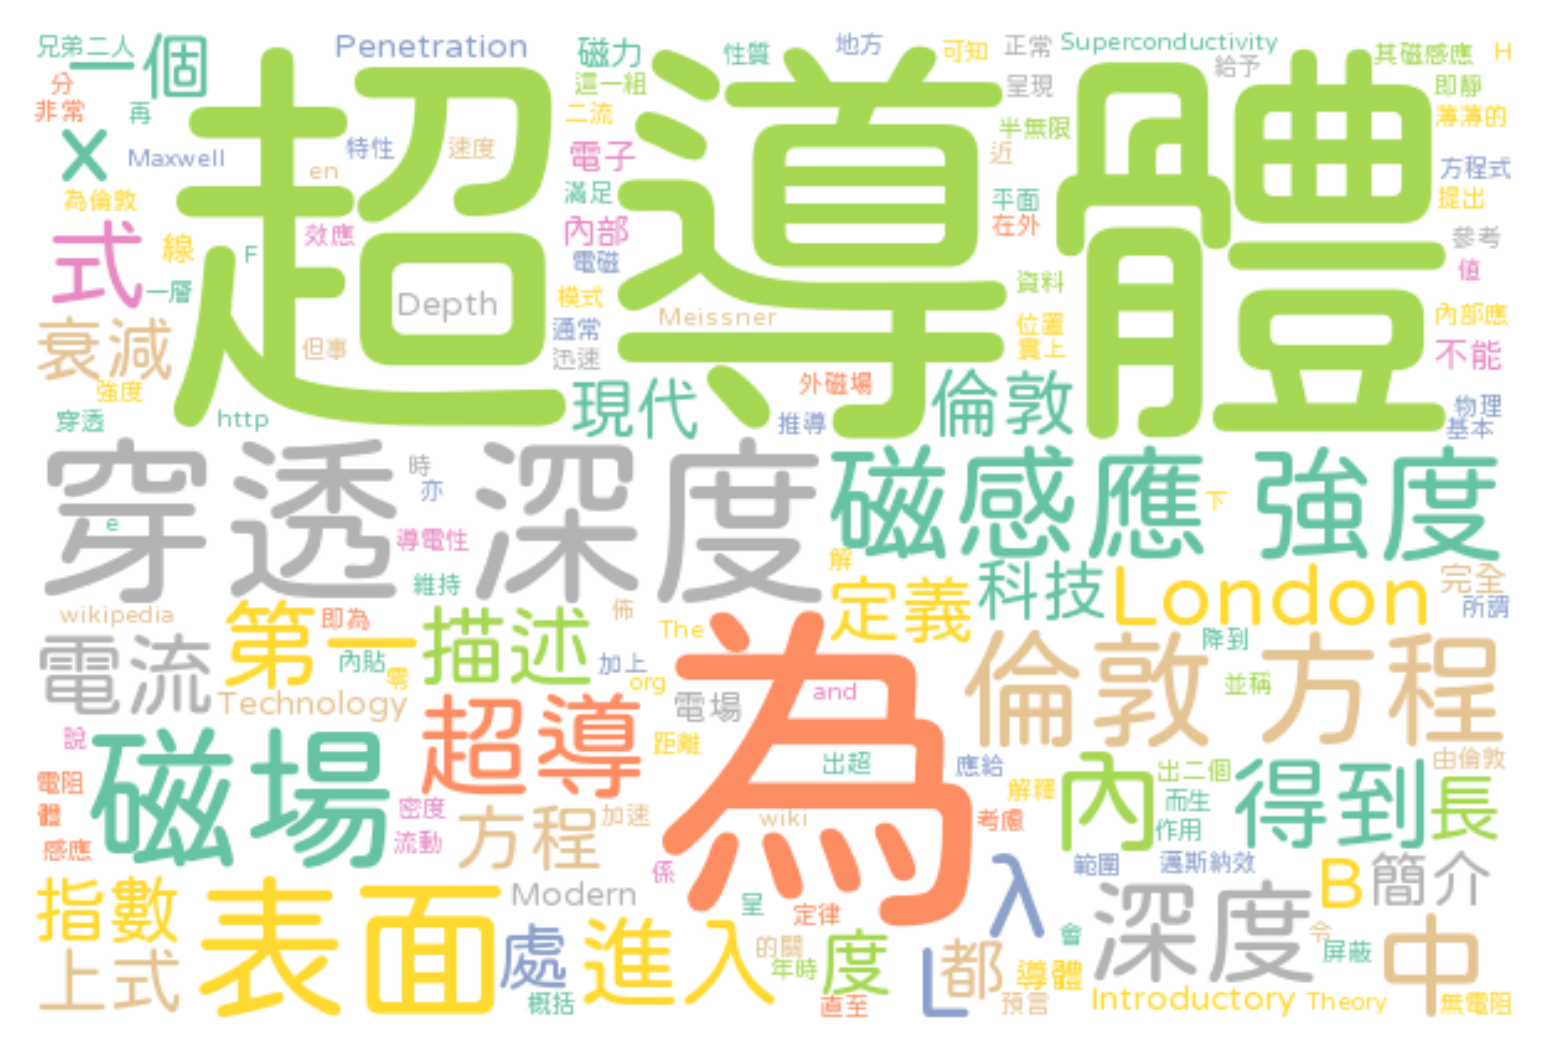 兄弟二人
一個
Penetration
磁力
性質
地方
可知
正常
Superconductivity
給予
其磁感應
H
分
非常
再
超導體
這一組
呈現
即靜
x
Maxwell
en
特性
速度
二流
電子
半無限
近
薄薄的
方程式
為倫敦
滿足
平面
提出
式
線
F
效應
內部
在外
參考
電磁
值
一層
Depth
模式
Meissner
資料
衰減
但事
通常
迅速
位置
實上
內部應
不能
強度
穿透
http
現代
外磁場
推導
倫敦
物理
基本
穿透深度
時
亦
e
導電性
維持
磁感應強度
下
解
定義
科技
London
完全
所謂
wikipedia
第一
即為
描述
佈
The
為
降到
倫敦方程
電流
內貼
零
加上
org
電場
and
並稱
Technology
說
磁場
超導
距離
出超
應給
內
出二個
得到
由倫敦
電阻
體
密度
流動
方程
加速
wiki
考慮
解釋
而生
作用
長
感應
係
λ
範圍
邁斯納效
指數
表面
Modern
呈
定律
深度
B
簡介
上式
處
進入
的關
年時
度
L
都
會
導體
令
屏蔽
中
概括
直至
預言
Introductory
Theory
無電阻